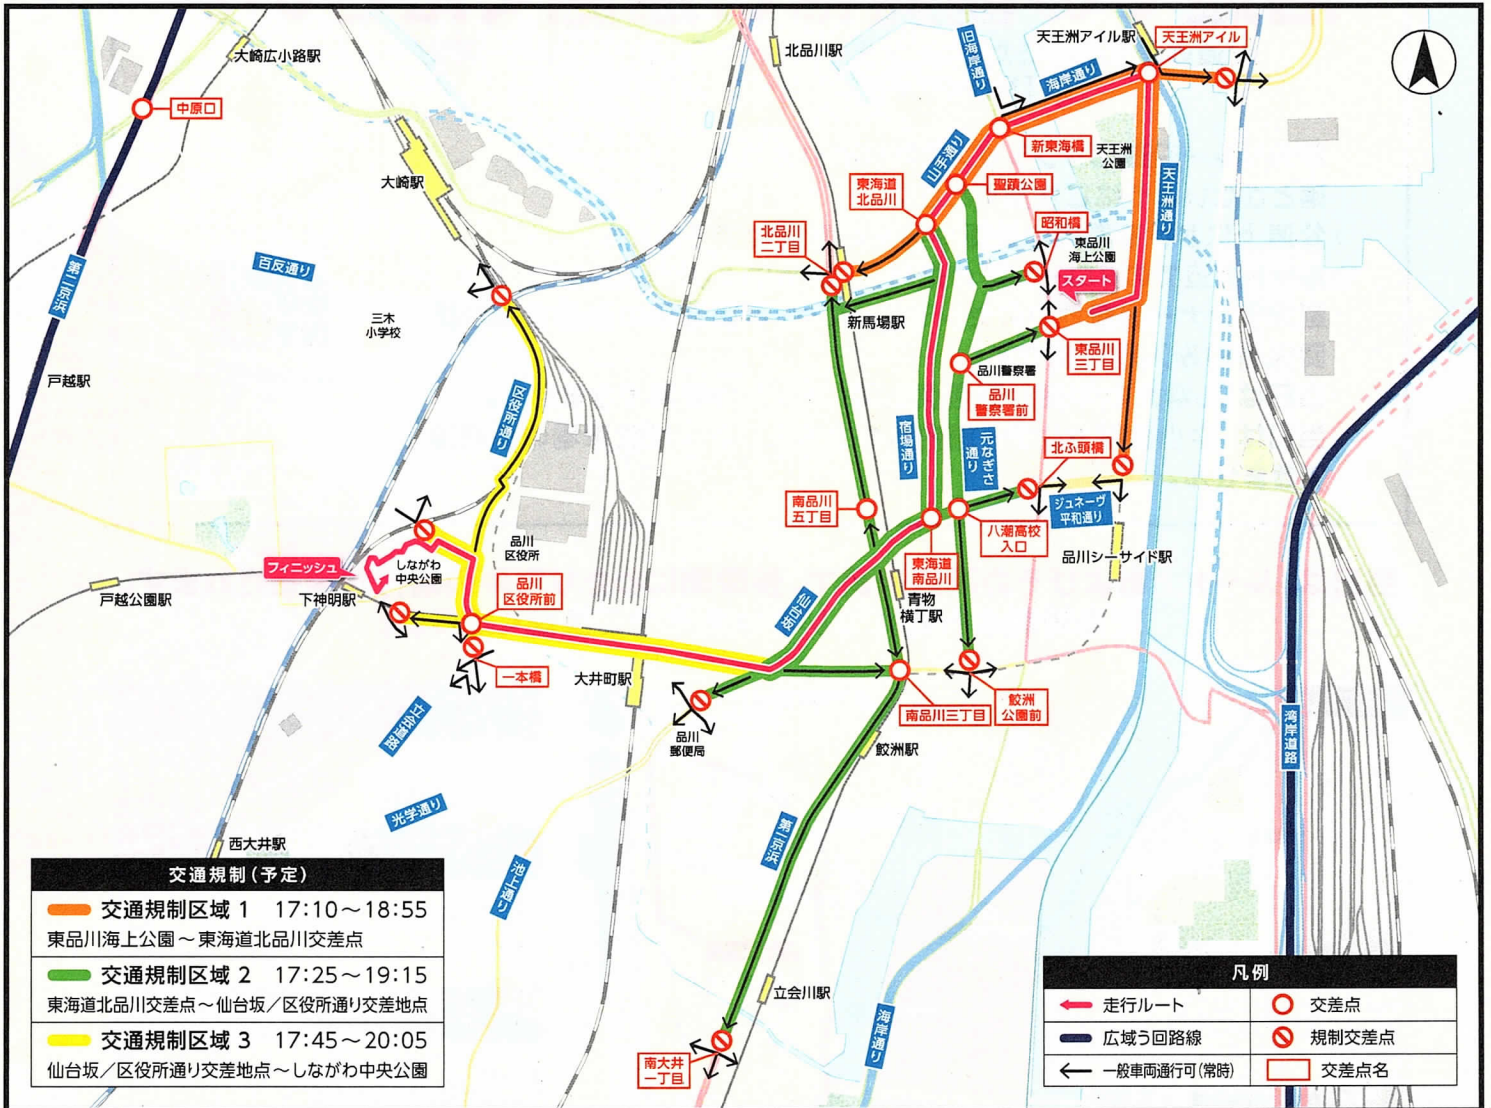 大崎広小路駅
北品川駅
旧海岸通り
海岸通り
天王洲アイル駅
天王洲アイル
中原口
大崎駅
山手通り
新東海橋
天王洲
公園
天王洲通り
東海道
北品川
聖蹟公園
北品川
二丁目
昭和橋
東品川
海上公園
スタート
第二京浜
百反通り
三木
小学校
新馬場駅
東品川
三丁目
品川警察署
品川
警察署前
戸越駅
区役所通り
宿場通り
元なぎさ
通り
北ふ頭橋
南品川
五丁目
ジュネーヴ
平和通り
八潮高校
入口
品川
区役所
しながわ
中央公園
フィニッシュ
品川シーサイド駅
東海道
南品川
戸越公園駅
下神明駅
品川
区役所前
仙台坂
青物
横丁駅
一本橋
大井町駅
南品川三丁目
鮫洲
公園前
立会道路
品川
郵便局
鮫洲駅
湾岸道路
光学通り
第一京浜
西大井駅
池上通り
立会川駅
海岸通り
南大井
一丁目
交通規制(予定)
交通規制区域 1 17:10～18:55
東品川海上公園～東海道北品川交差点
交通規制区域 2 17:25～19:15
東海道北品川交差点～仙台坂／区役所通り交差地点
交通規制区域 3 17:45～20:05
仙台坂／区役所通り交差地点～しながわ中央公園
凡例
走行ルート
交差点
広域う回路線
規制交差点
一般車両通行可(常時)
交差点名